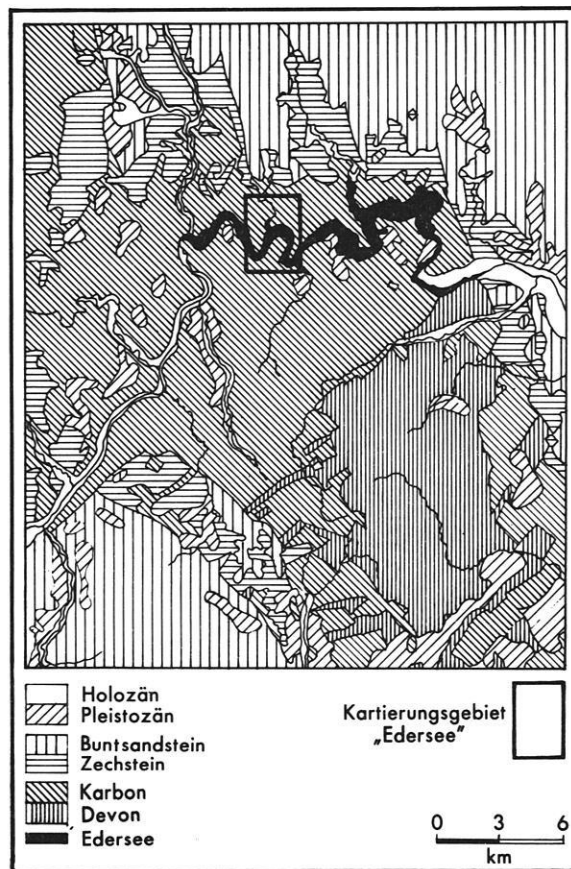 Holozän
Pleistozän
Buntsandstein
Zechstein
Karbon
Devon
Edersee
Kartierungsgebiet
„Edersee”
0 3 6
km